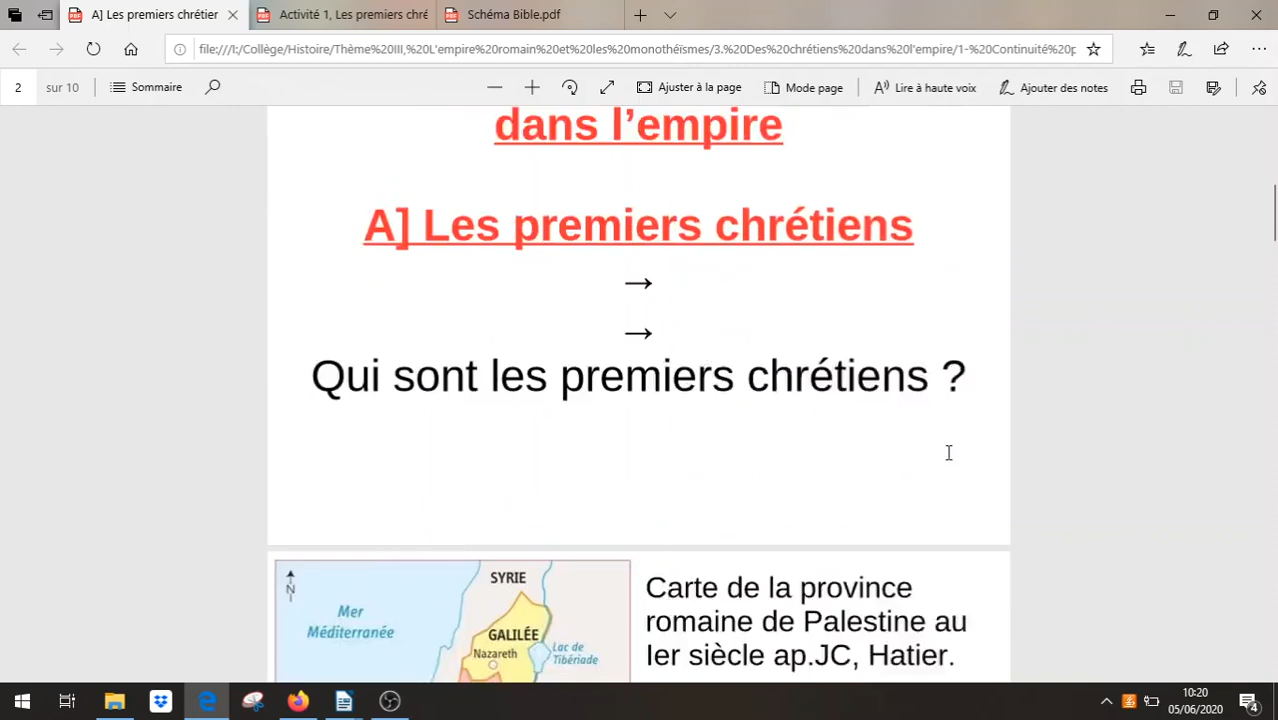 A] Les premiers chrétier
Activité 1, Les premiers chré
Schéma Bible.pdf
file:///I:/Collège/Histoire/Thème%20III,%20L'empire%20romain%20et%20les%20monothéïsmes/3.%20Des%20chrétiens%20dans%20l'empire/1-%20Continuité%20p
2
sur 10
Sommaire
Ajuster à la page
Mode page
Lire à haute voix
Ajouter des notes
dans l’empire
A] Les premiers chrétiens
→
→
Qui sont les premiers chrétiens ?
N
SYRIE
Mer
Méditerranée
GALILÉE
Nazareth
Lac de
Tibériade
Carte de la province
romaine de Palestine au
Ier siècle ap.JC, Hatier.
10:20
05/06/2020
4